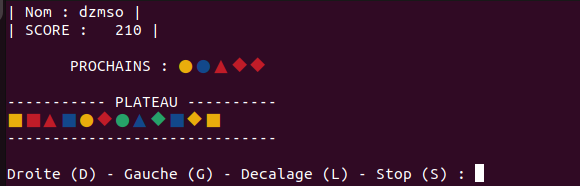 | Nom : dzmso |
| SCORE :   210 |
PROCHAINS : ●●▲◆◆
----------- PLATEAU ----------
■■▲■●◆●▲◆■◆■
------------------------------
Droite (D) - Gauche (G) - Decalage (L) - Stop (S) :